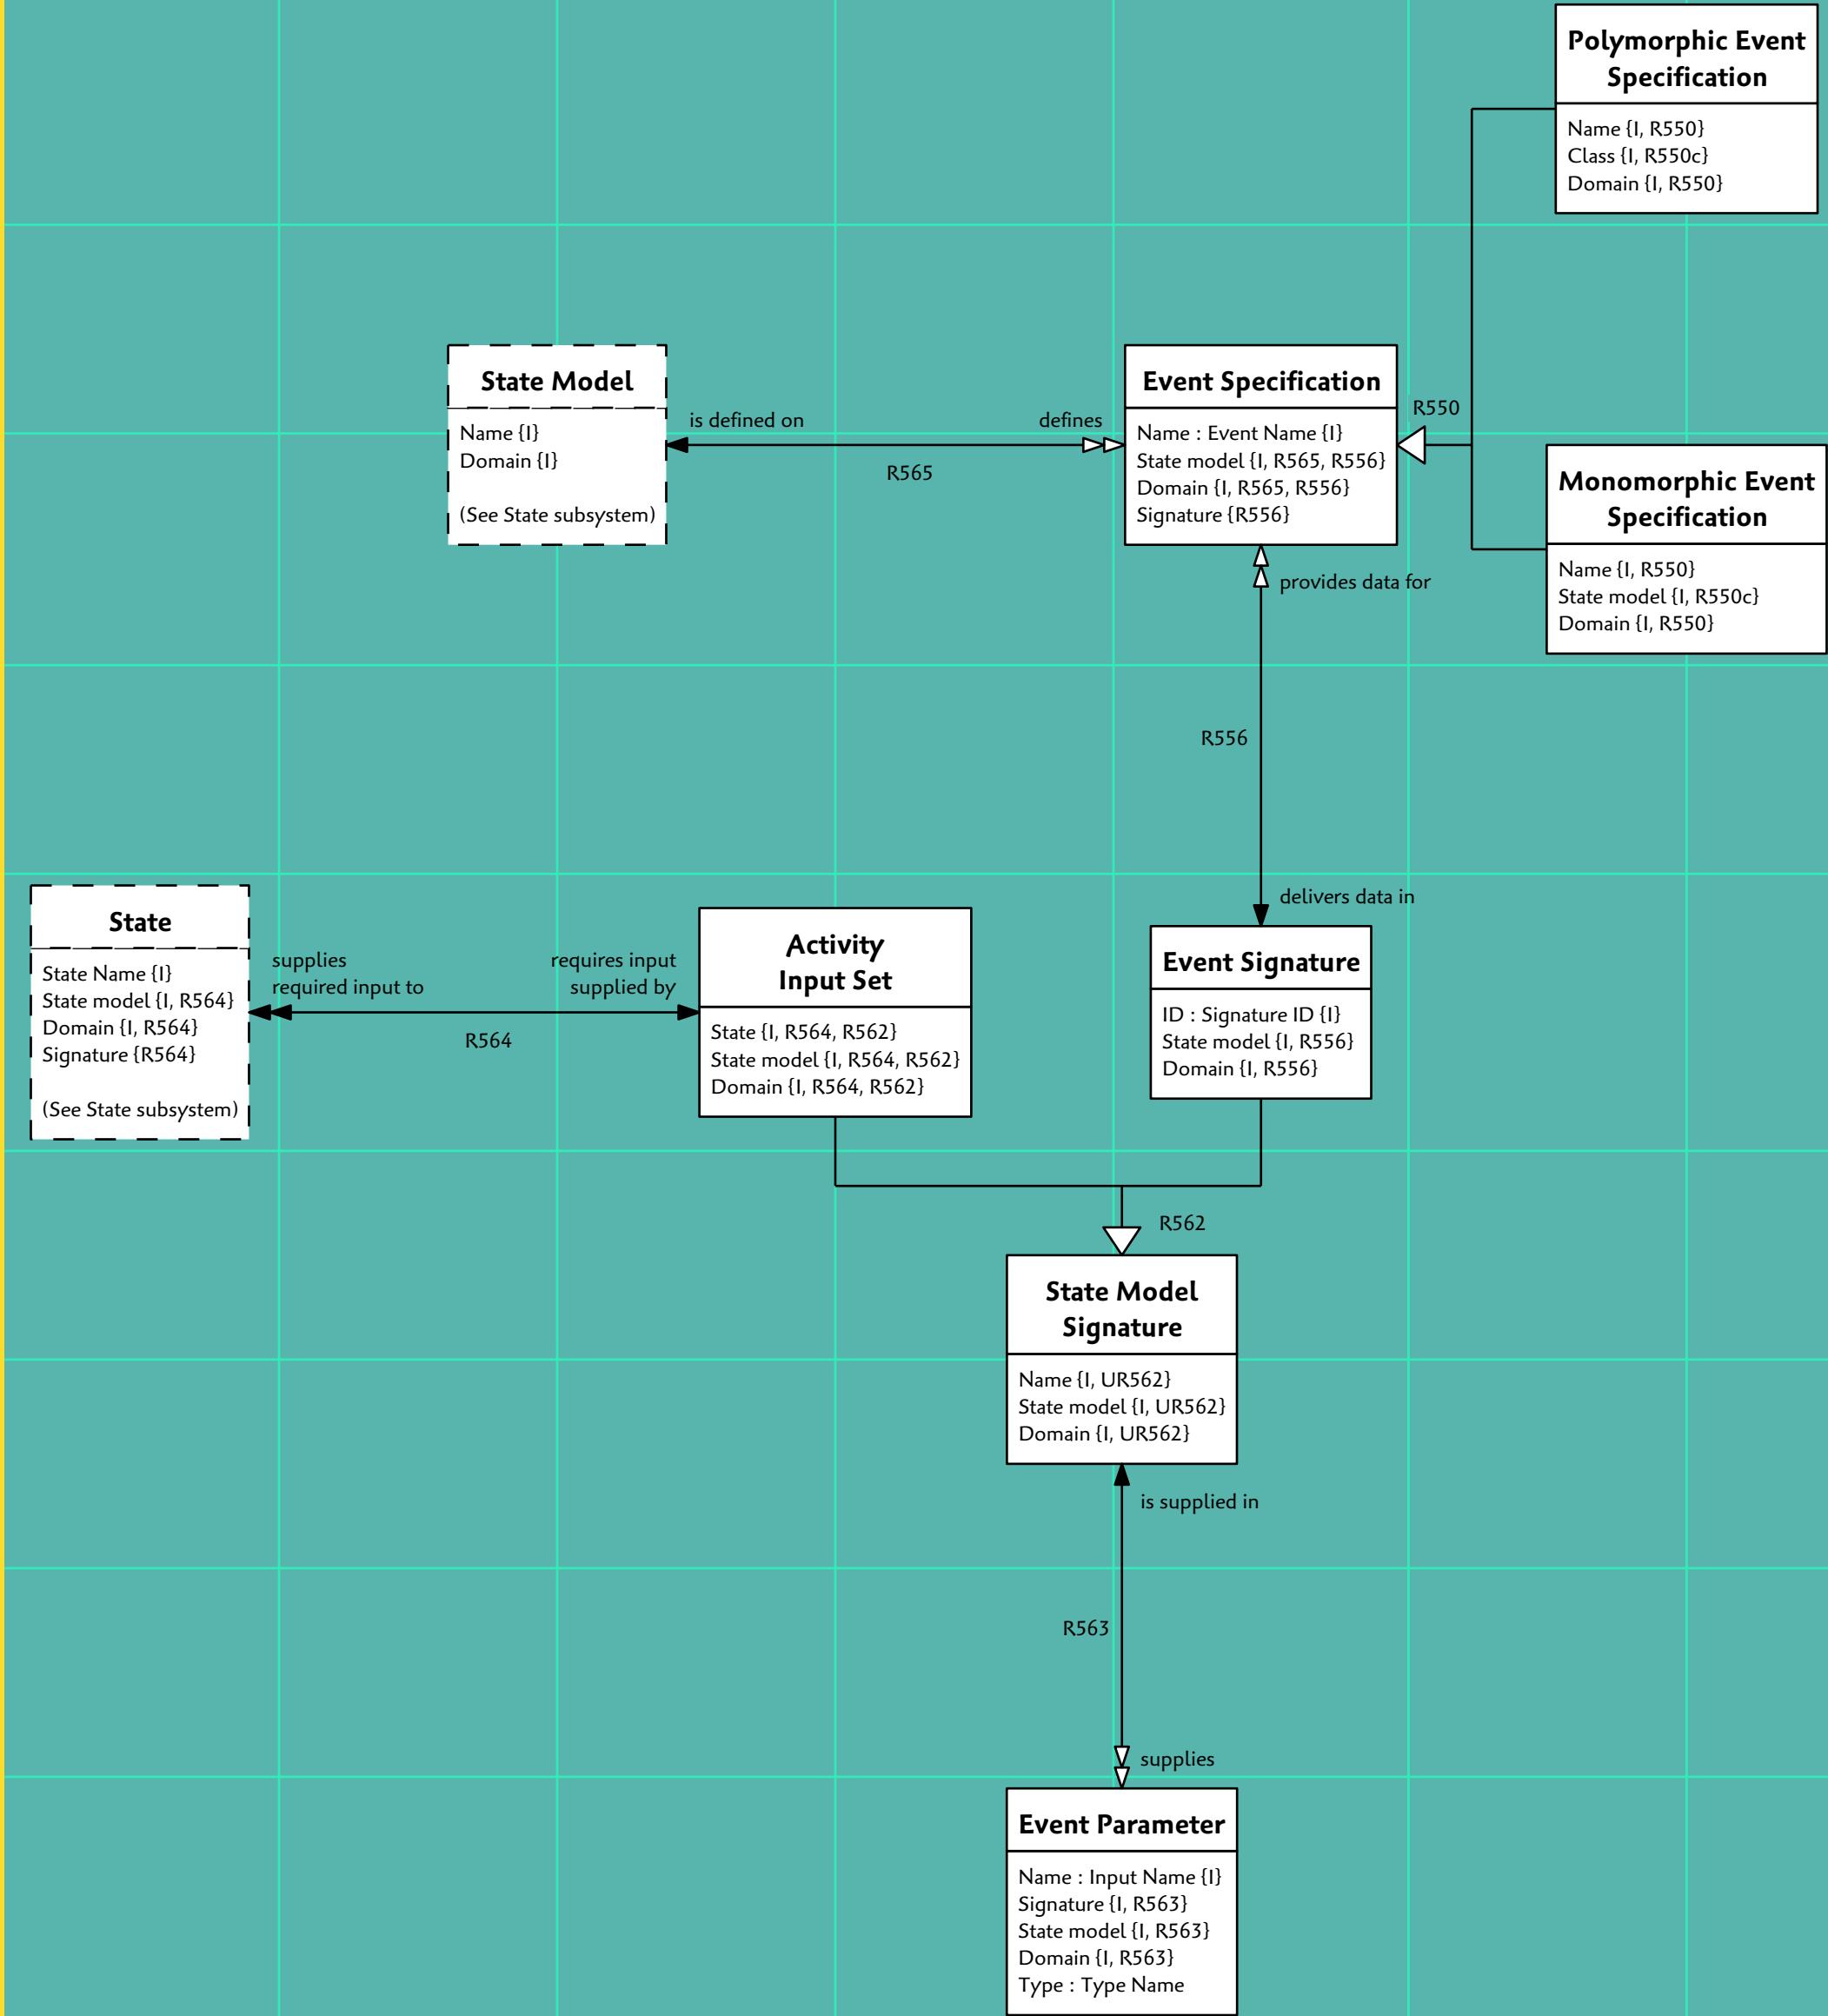 Polymorphic Event
Specification
Name {I, R550}
Class {I, R550c}
Domain {I, R550}
State Model
Name {I}
Domain {I}
(See State subsystem)
is defined on
defines
R565
Event Specification
Name : Event Name {I}
State model {I, R565, R556}
Domain {I, R565, R556}
Signature {R556}
R550
Monomorphic Event
Specification
Name {I, R550}
State model {I, R550c}
Domain {I, R550}
provides data for
R556
delivers data in
State
State Name {I}
State model {I, R564}
Domain {I, R564}
Signature {R564}
(See State subsystem)
supplies
required input to
requires input
supplied by
R564
Activity
Input Set
State {I, R564, R562}
State model {I, R564, R562}
Domain {I, R564, R562}
Event Signature
ID : Signature ID {I}
State model {I, R556}
Domain {I, R556}
R562
State Model
Signature
Name {I, UR562}
State model {I, UR562}
Domain {I, UR562}
is supplied in
R563
supplies
Event Parameter
Name : Input Name {I}
Signature {I, R563}
State model {I, R563}
Domain {I, R563}
Type : Type Name